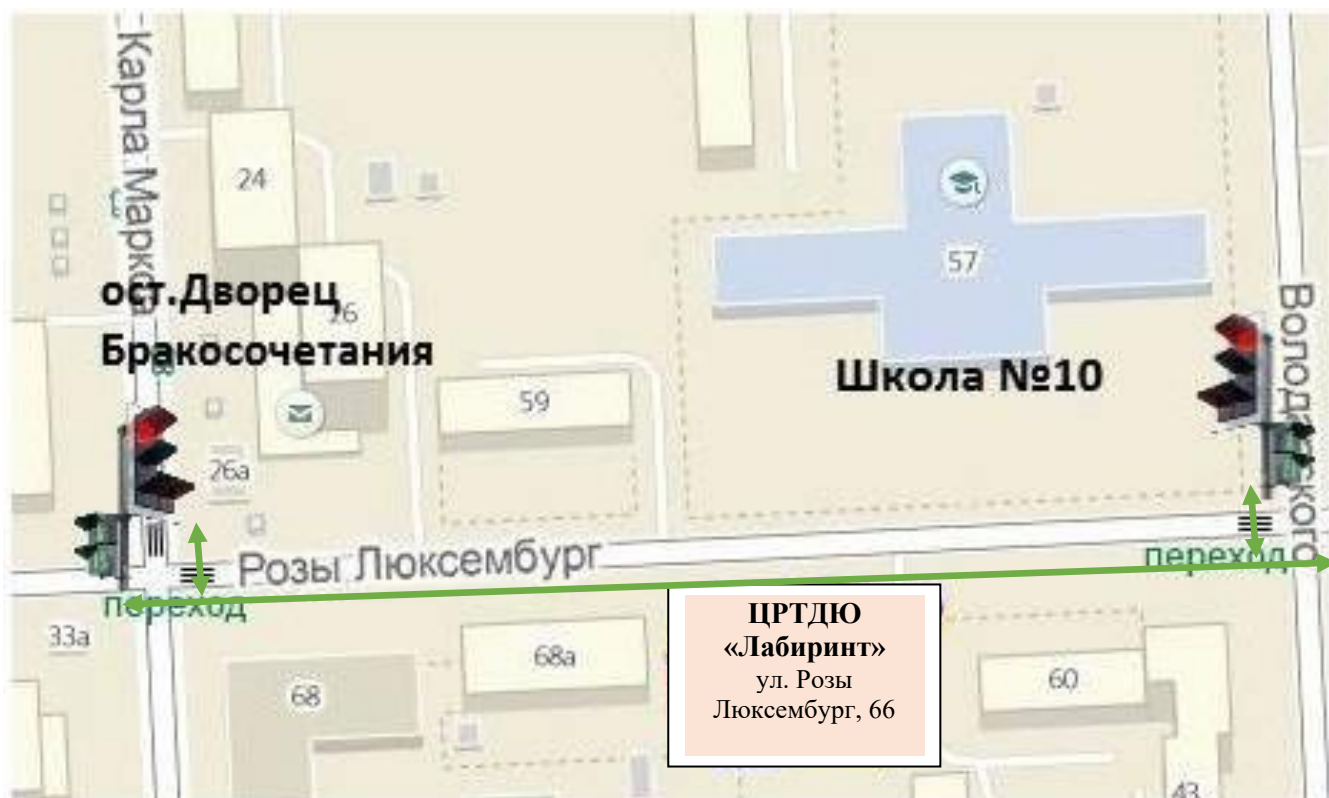 Карла Маркса
24
57
ост.Дворец
26
Бракосочетания
Володарского
Школа №10
59
26а
Розы Люксембург
переход
переход
33а
68а
68
60
43
ЦРТДЮ
«Лабиринт»
ул. Розы
Люксембург, 66